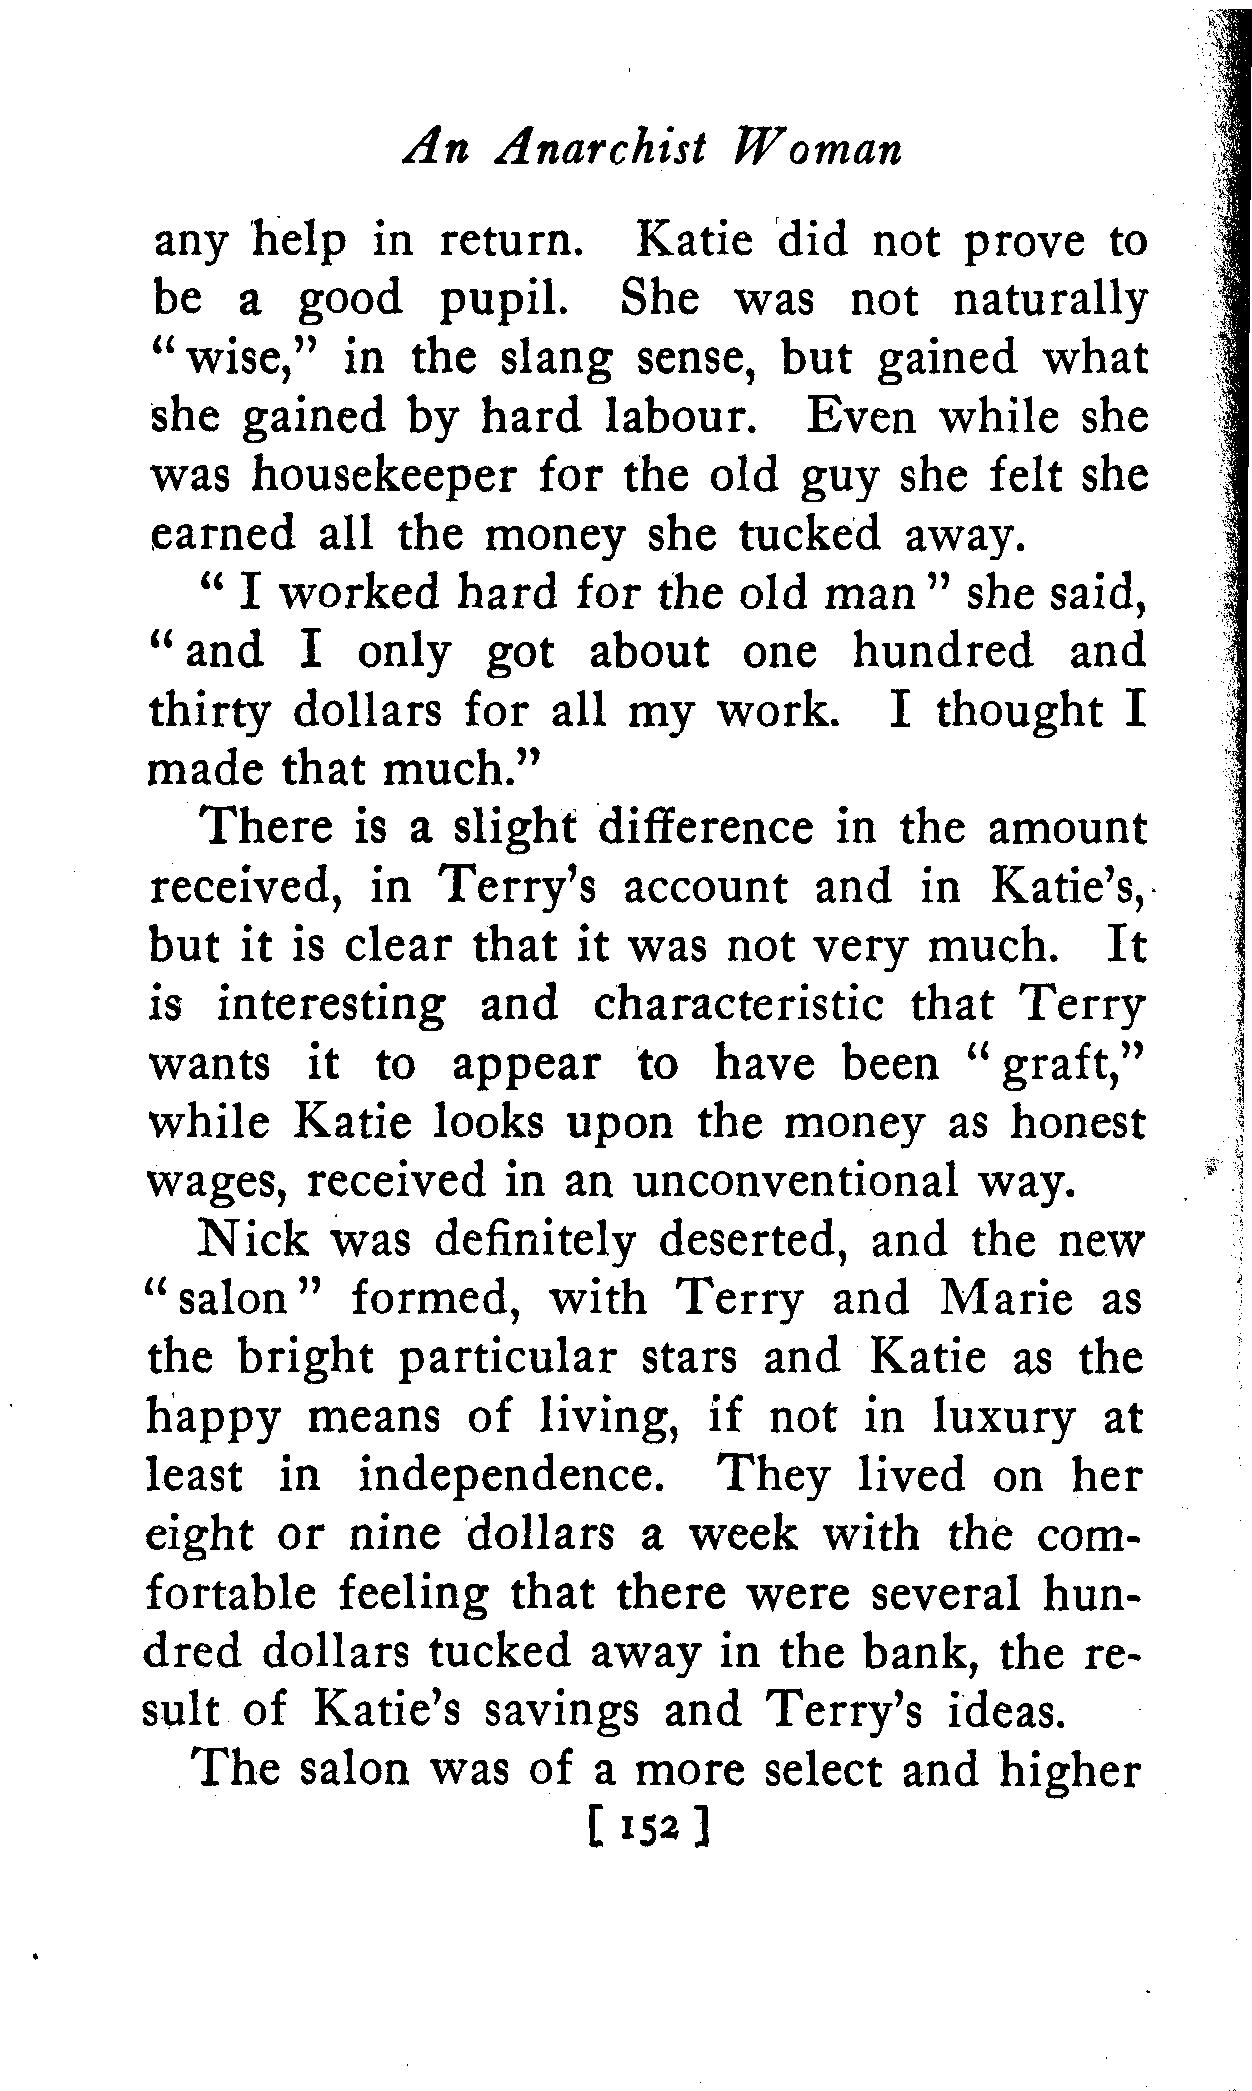 An Anarchist Woman
any help in return. Katie did not prove to
be a good pupil. She was not naturally
"wise," in the slang sense, but gained what
she gained by hard labour. Even while she
was housekeeper for the old guy she felt she
earned all the money she tucked away.
"I worked hard for the old man" she said,
"and I only got about one hundred and
thirty dollars for all my work. I thought I
made that much."
There is a slight difference in the amount
received, in Terry's account and in Katie's,
but it is clear that it was not very much. It
is interesting and characteristic that Terry
wants it to appear to have been "graft,"
while Katie looks upon the money as honest
wages, received in an unconventional way.
Nick was definitely deserted, and the new
"salon" formed, with Terry and Marie as
the bright particular stars and Katie as the
happy means of living, if not in luxury at
least in independence. They lived on her
eight or nine dollars a week with the com-
fortable feeling that there were several hun-
dred dollars tucked away in the bank, the re-
sult of Katie's savings and Terry's ideas.
The salon was of a more select and higher
[ 152 ]